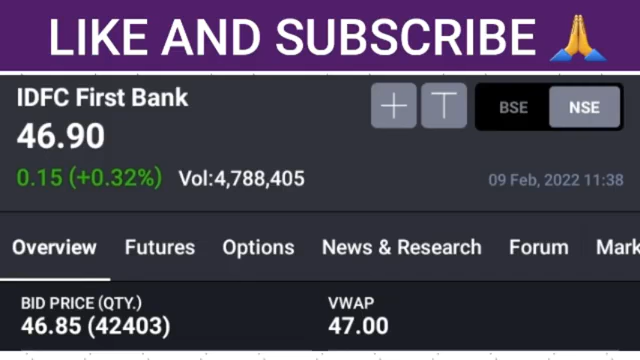 LIKE AND SUBSCRIBE 🙏
IDFC First Bank
46.90
+ T BSE NSE
0.15 (+0.32%) Vol:4,788,405
09 Feb, 2022 11:38
Overview Futures Options News & Research Forum Mark
BID PRICE (QTY.) VWAP
46.85 (42403) 47.00